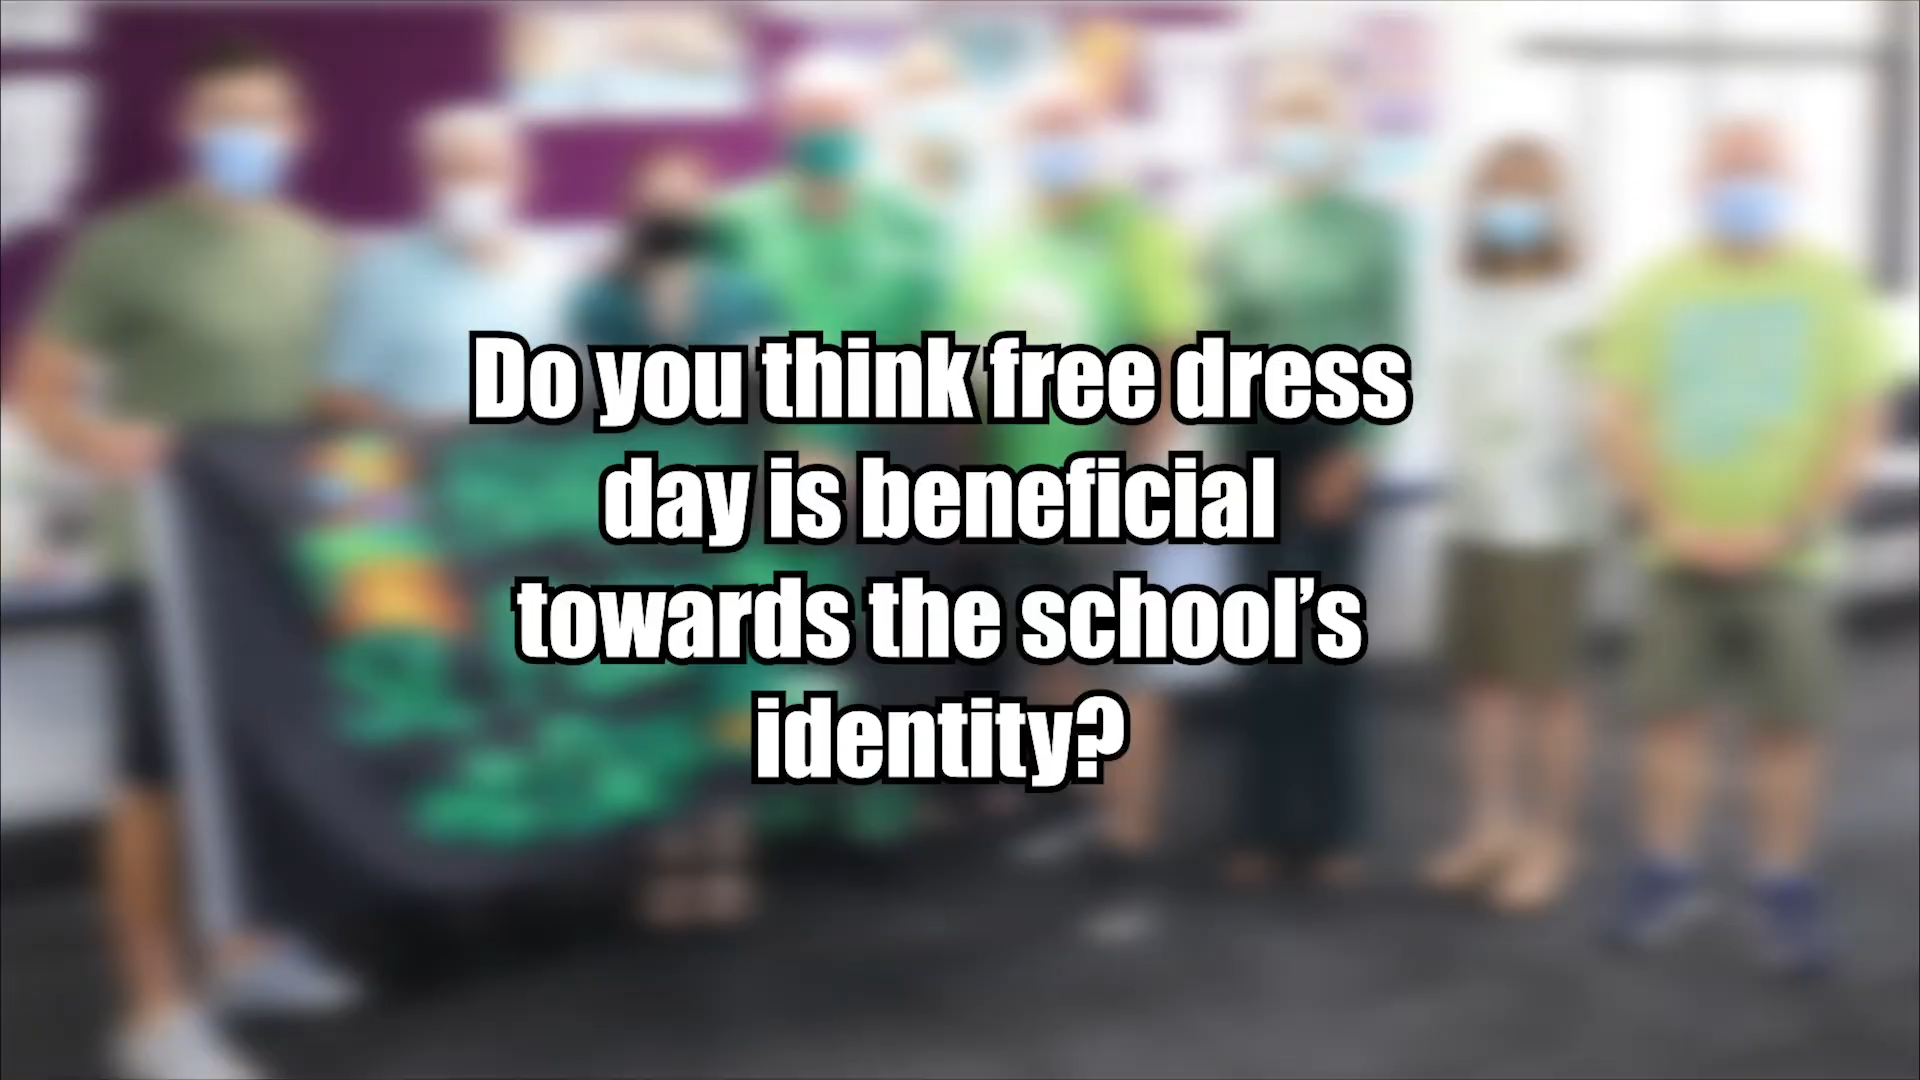 Do you think free dress
day is beneficial
towards the school’s
identity?